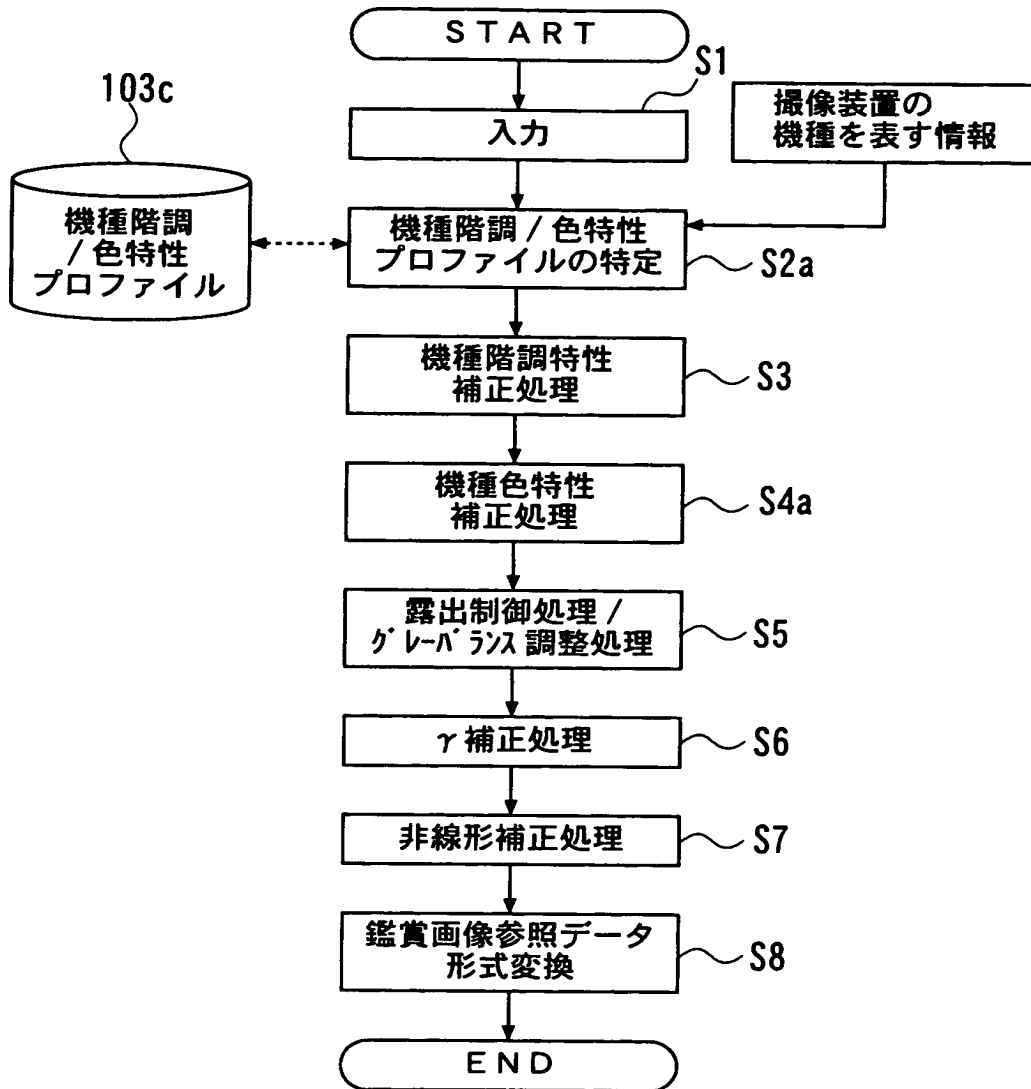 START
S1
入力
撮像装置の
機種を表す情報
103c
機種階調
/色特性
プロファイル
機種階調/色特性
プロファイルの特定
S2a
機種階調特性
補正処理
S3
機種色特性
補正処理
S4a
露出制御処理/
グレーバランス調整処理
S5
γ補正処理
S6
非線形補正処理
S7
鑑賞画像参照データ
形式変換
S8
END